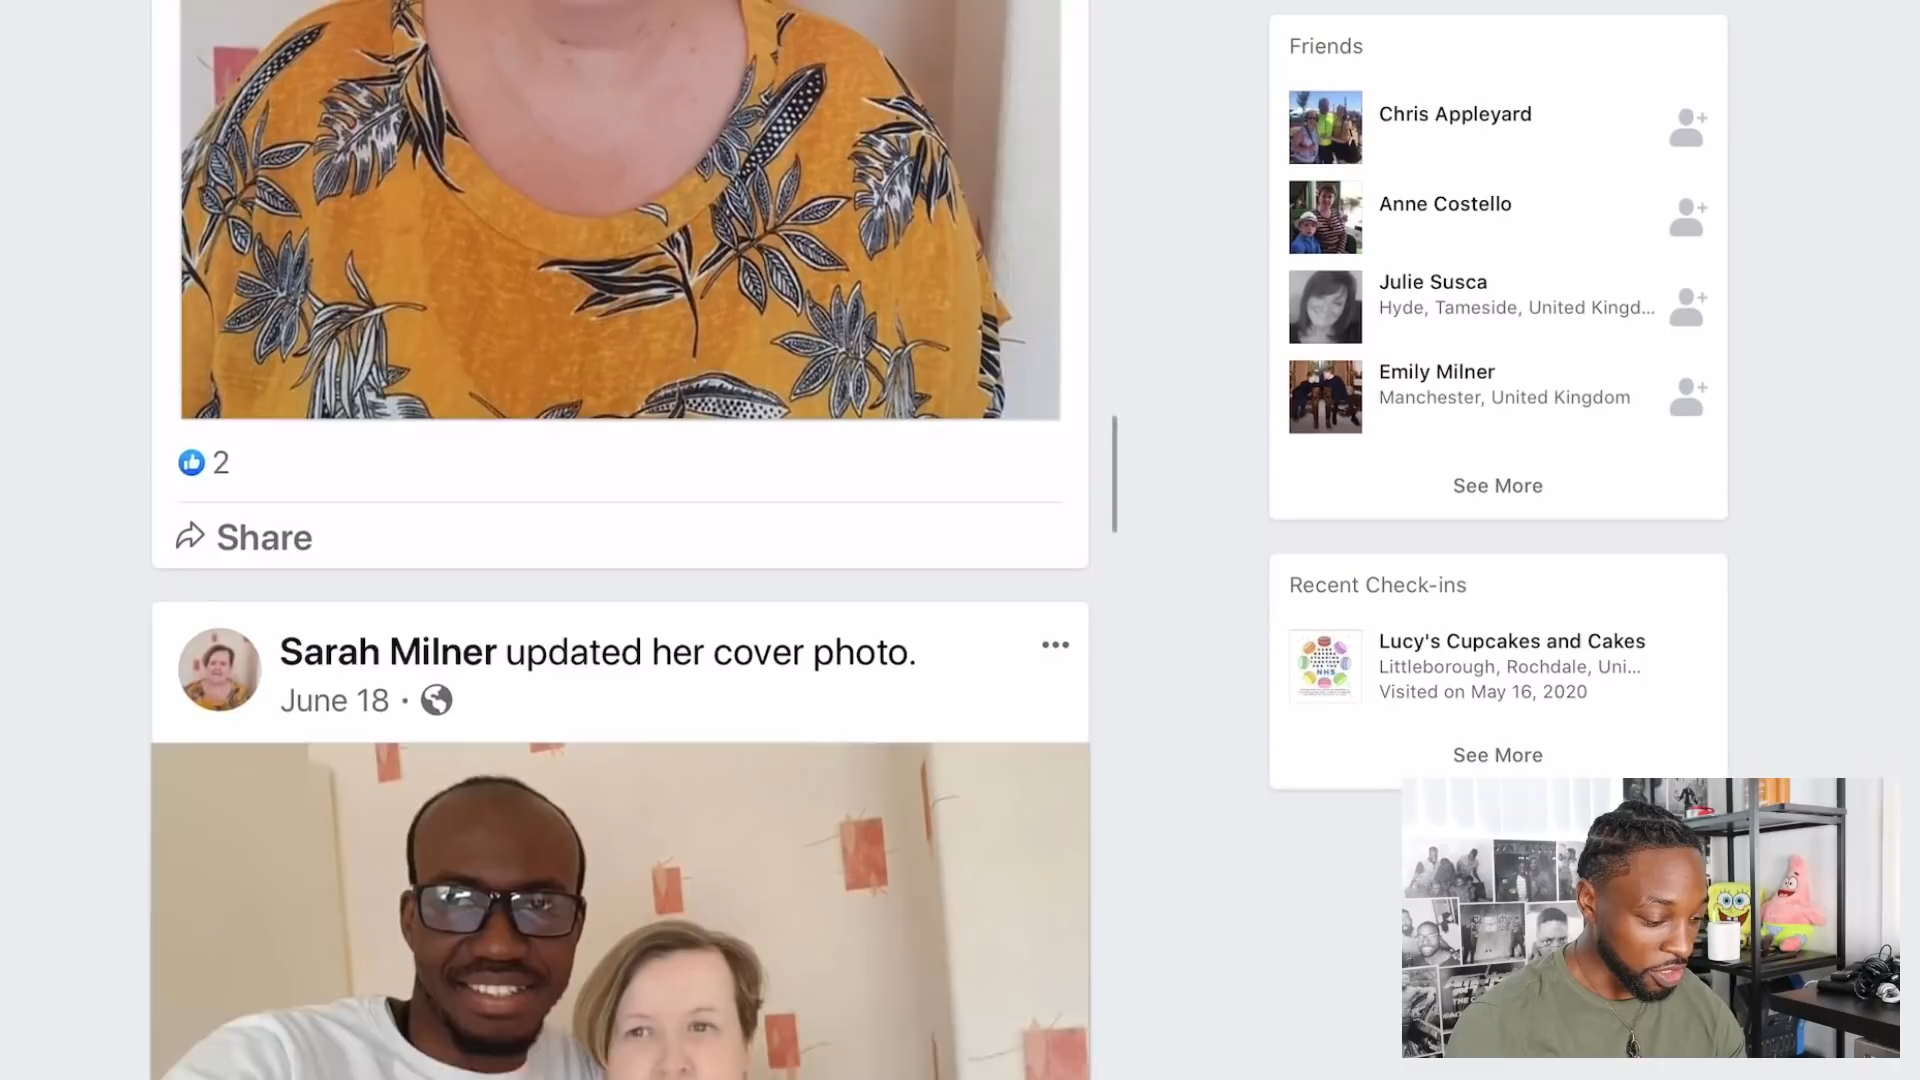 2
Share
Sarah Milner updated her cover photo.
June 18 ·
Friends
Chris Appleyard
Anne Costello
Julie Susca
Hyde, Tameside, United Kingd...
Emily Milner
Manchester, United Kingdom
See More
Recent Check-ins
NHS
Lucy's Cupcakes and Cakes
Littleborough, Rochdale, Uni...
Visited on May 16, 2020
See More